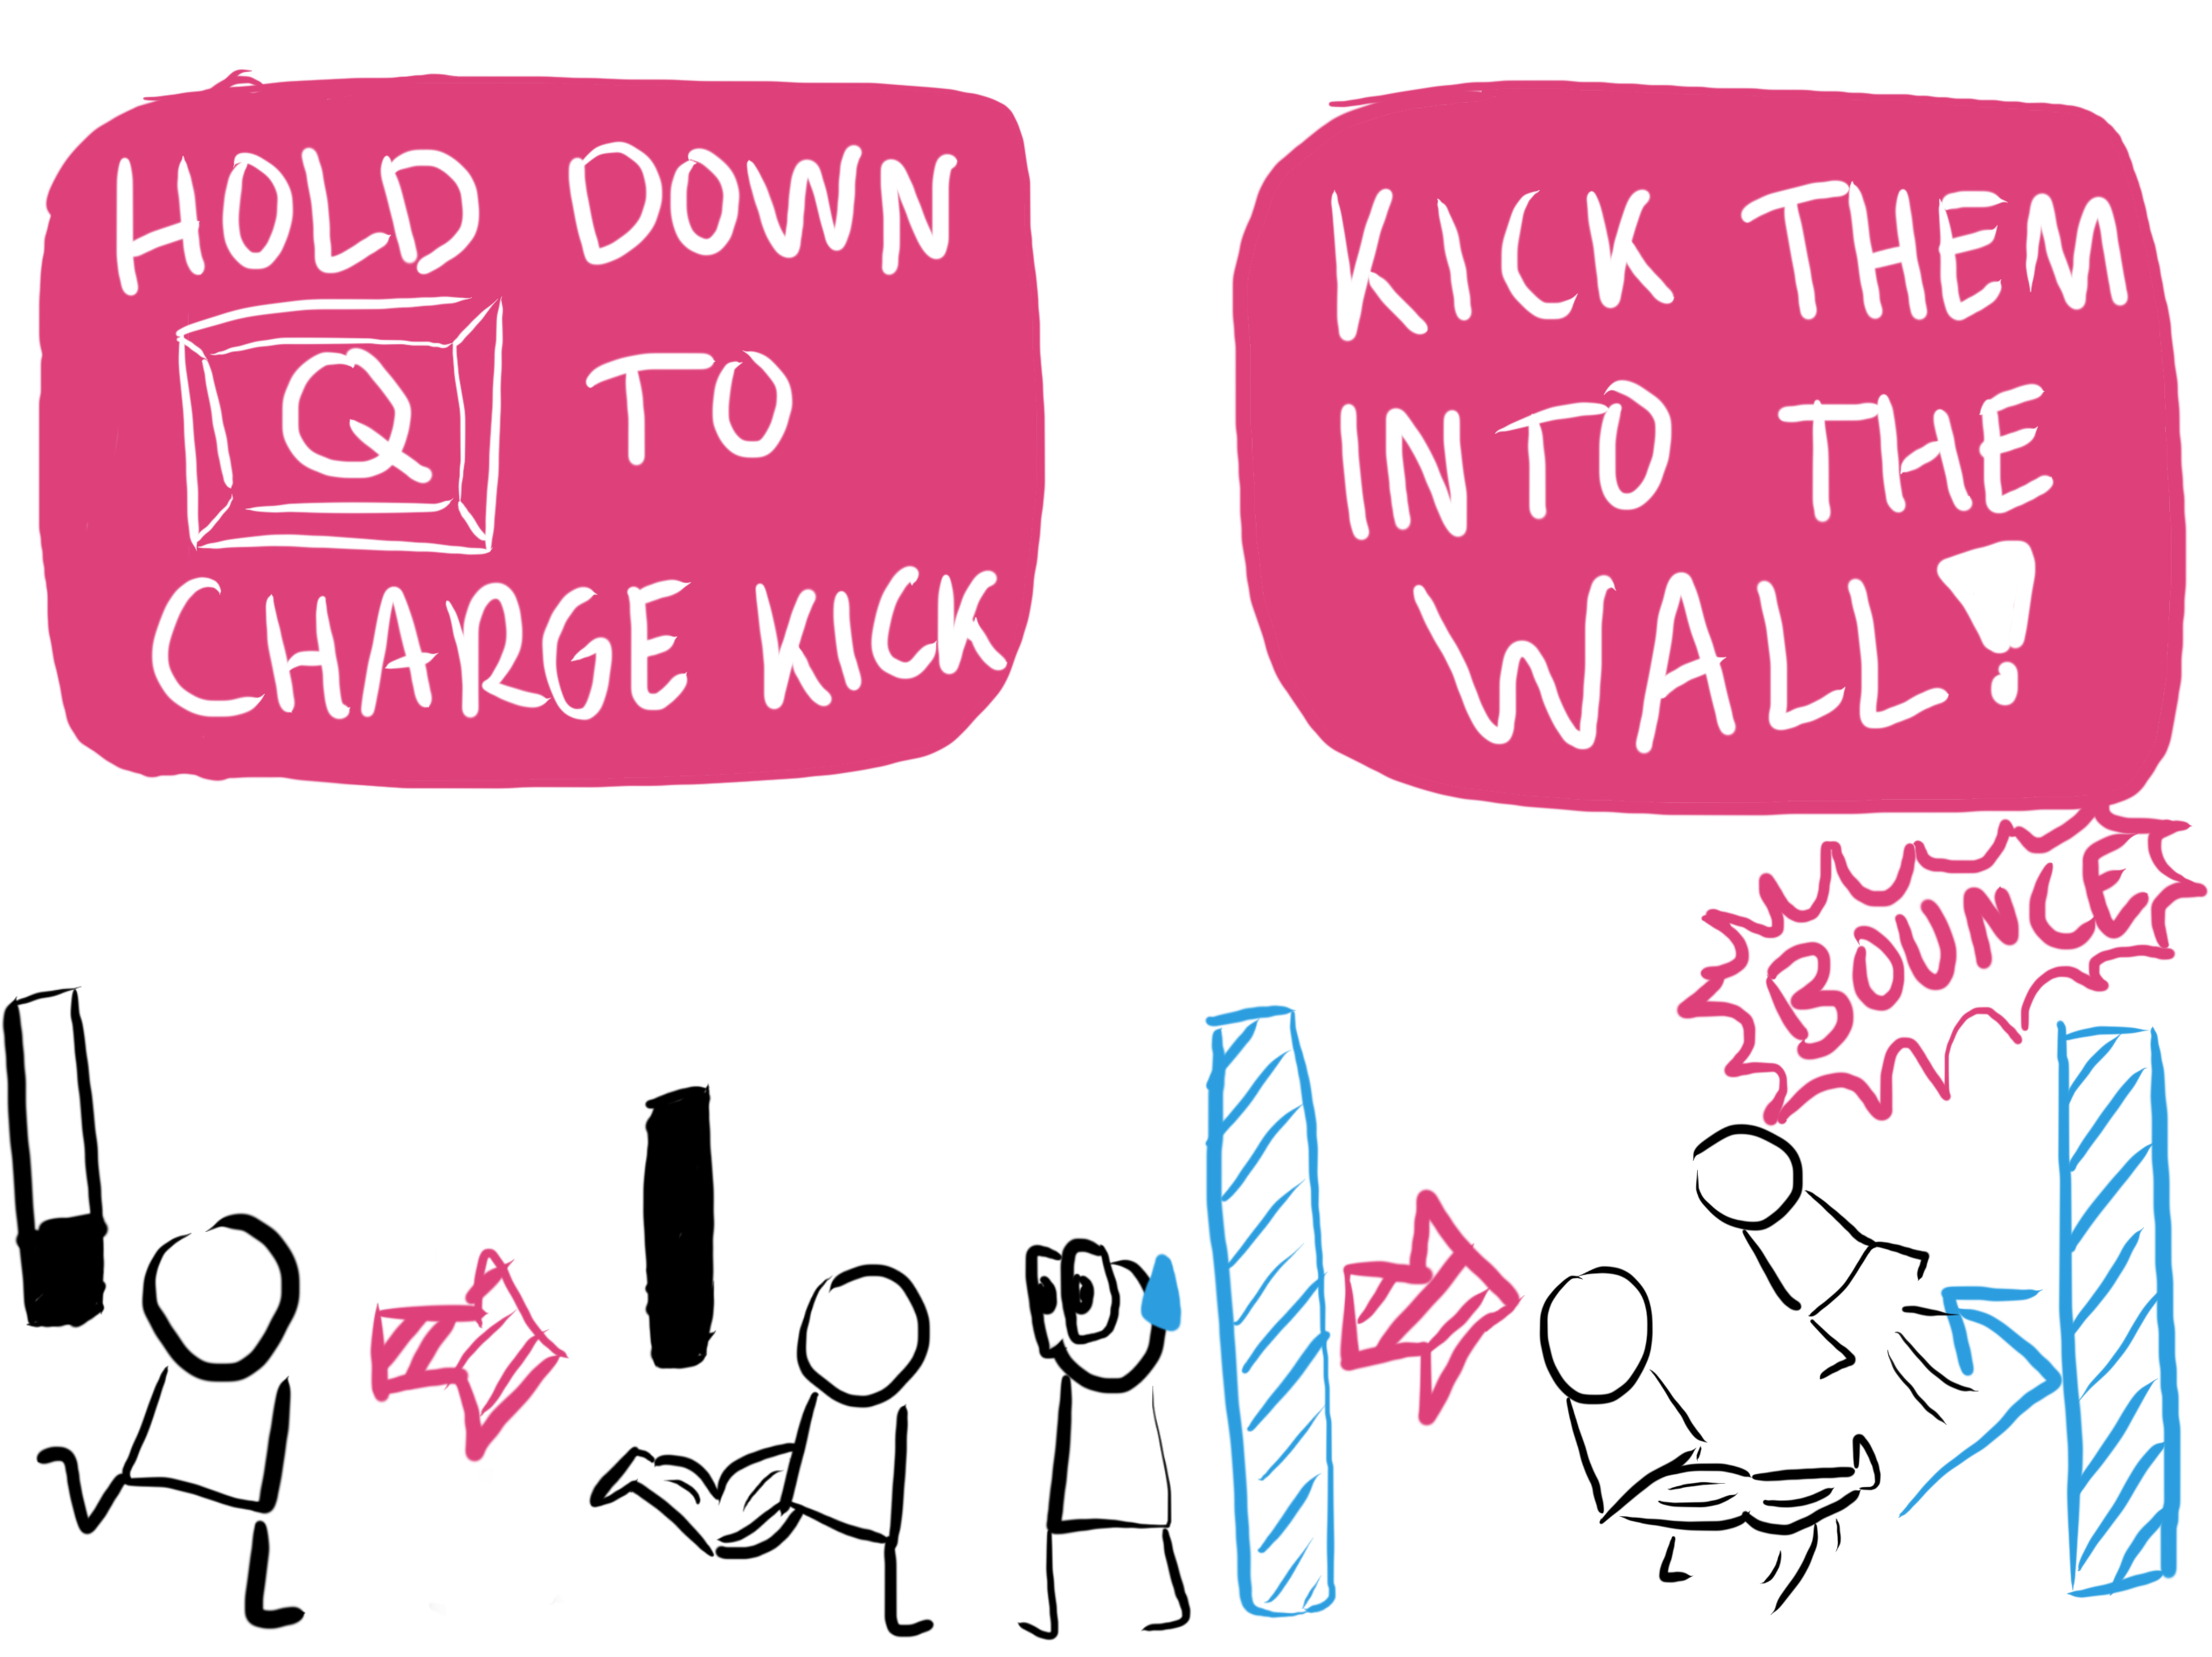 HOLD DOWN
Q TO
CHARGE KICK
KICK THEM
INTO THE
WALL!
BOUNCE